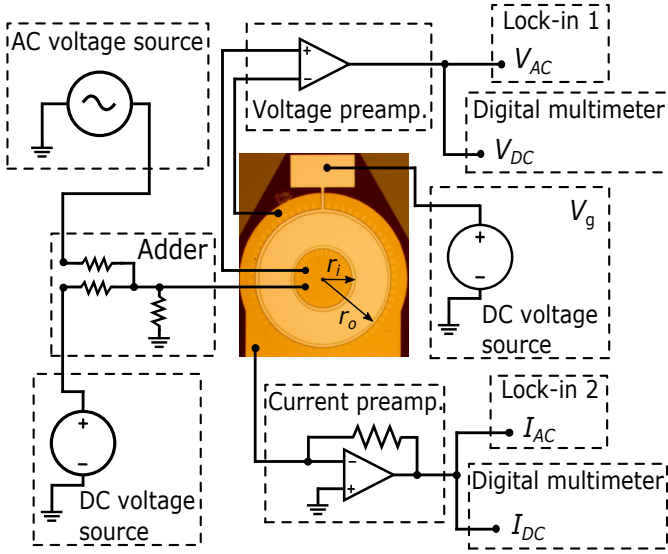 AC voltage source
+
−
Voltage preamp.
Lock-in 1
V_AC
Digital multimeter
V_DC
Adder
r_i
r_o
V_g
+
−
DC voltage
source
+
−
DC voltage
source
Current preamp.
−
+
Lock-in 2
I_AC
Digital multimeter
I_DC